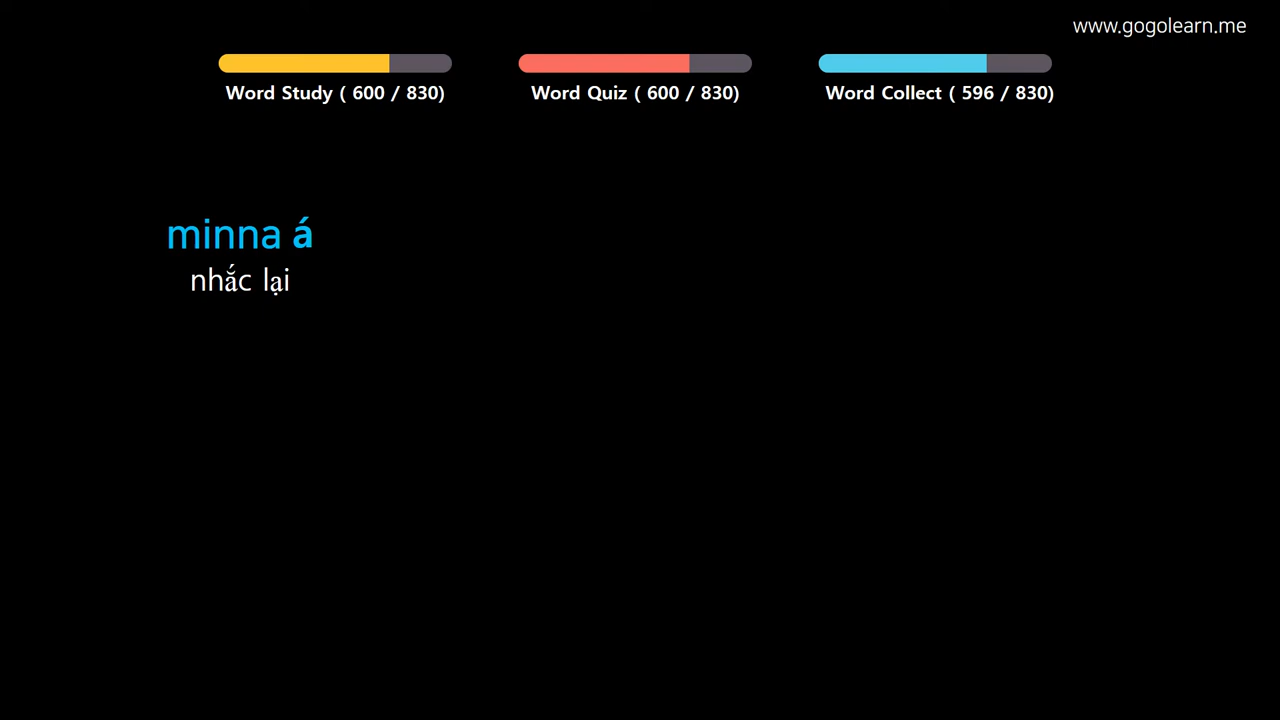 www.gogolearn.me
Word Study ( 600 / 830)
Word Quiz ( 600 / 830)
Word Collect ( 596 / 830)
minna á
nhắc lại